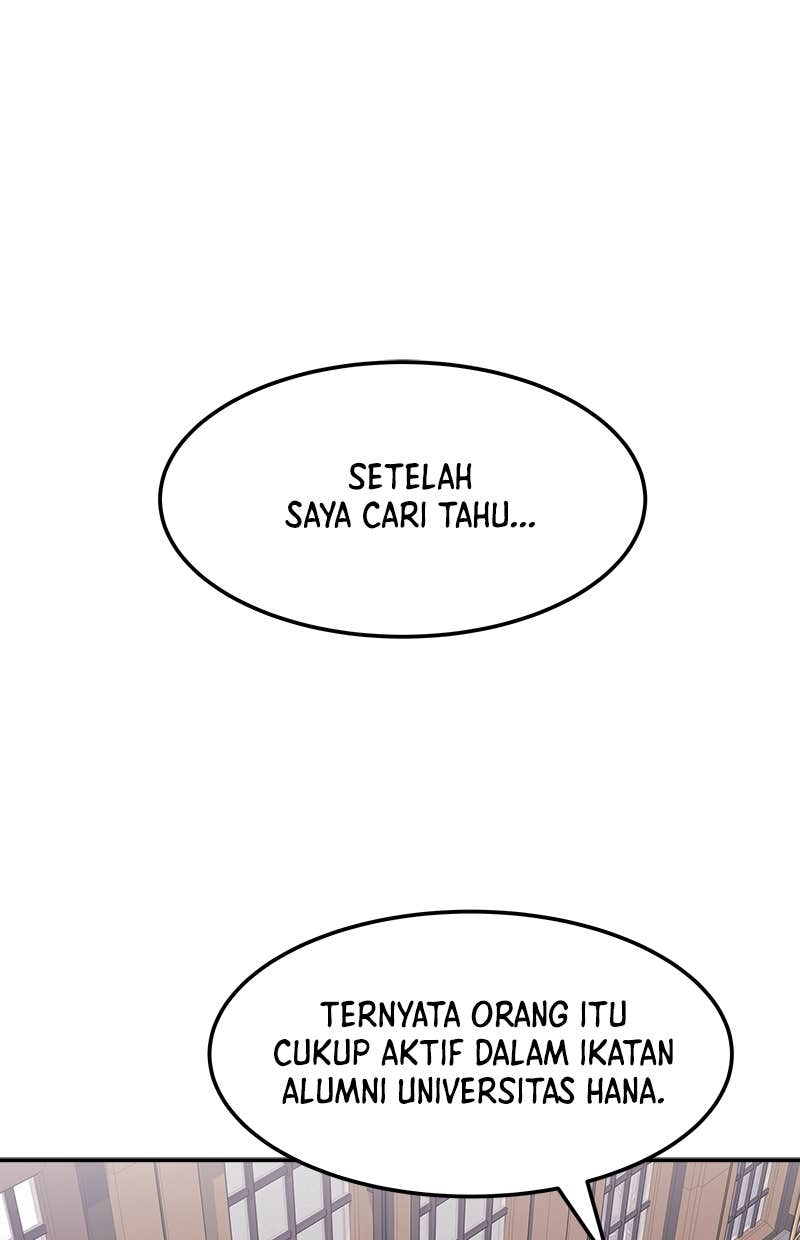 SETELAH
SAYA CARI TAHU...
TERNYATA ORANG ITU
CUKUP AKTIF DALAM IKATAN
ALUMNI UNIVERSITAS HANA.